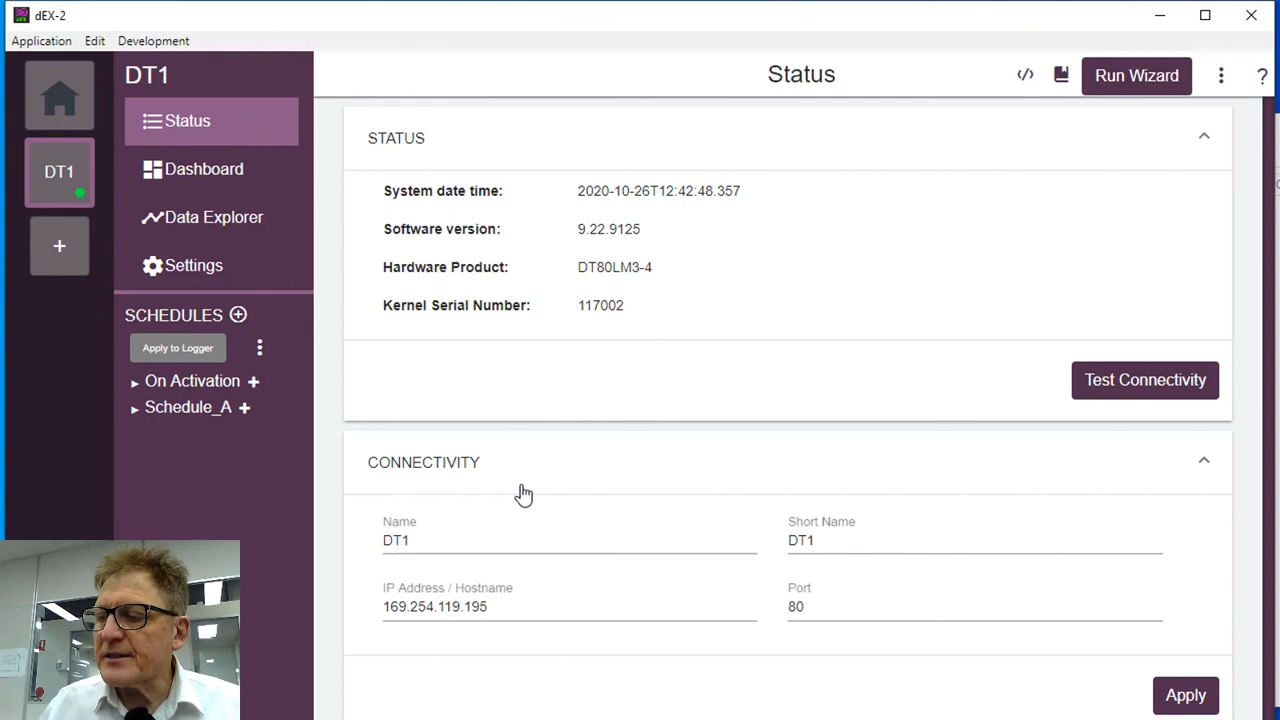 dEX-2
Application Edit Development
DT1
Status
Run Wizard
?
DT1
+
Status
Dashboard
Data Explorer
Settings
SCHEDULES
Apply to Logger
On Activation +
Schedule_A +
STATUS
System date time: 2020-10-26T12:42:48.357
Software version: 9.22.9125
Hardware Product: DT80LM3-4
Kernel Serial Number: 117002
Test Connectivity
CONNECTIVITY
Name
DT1
Short Name
DT1
IP Address / Hostname
169.254.119.195
Port
80
Apply